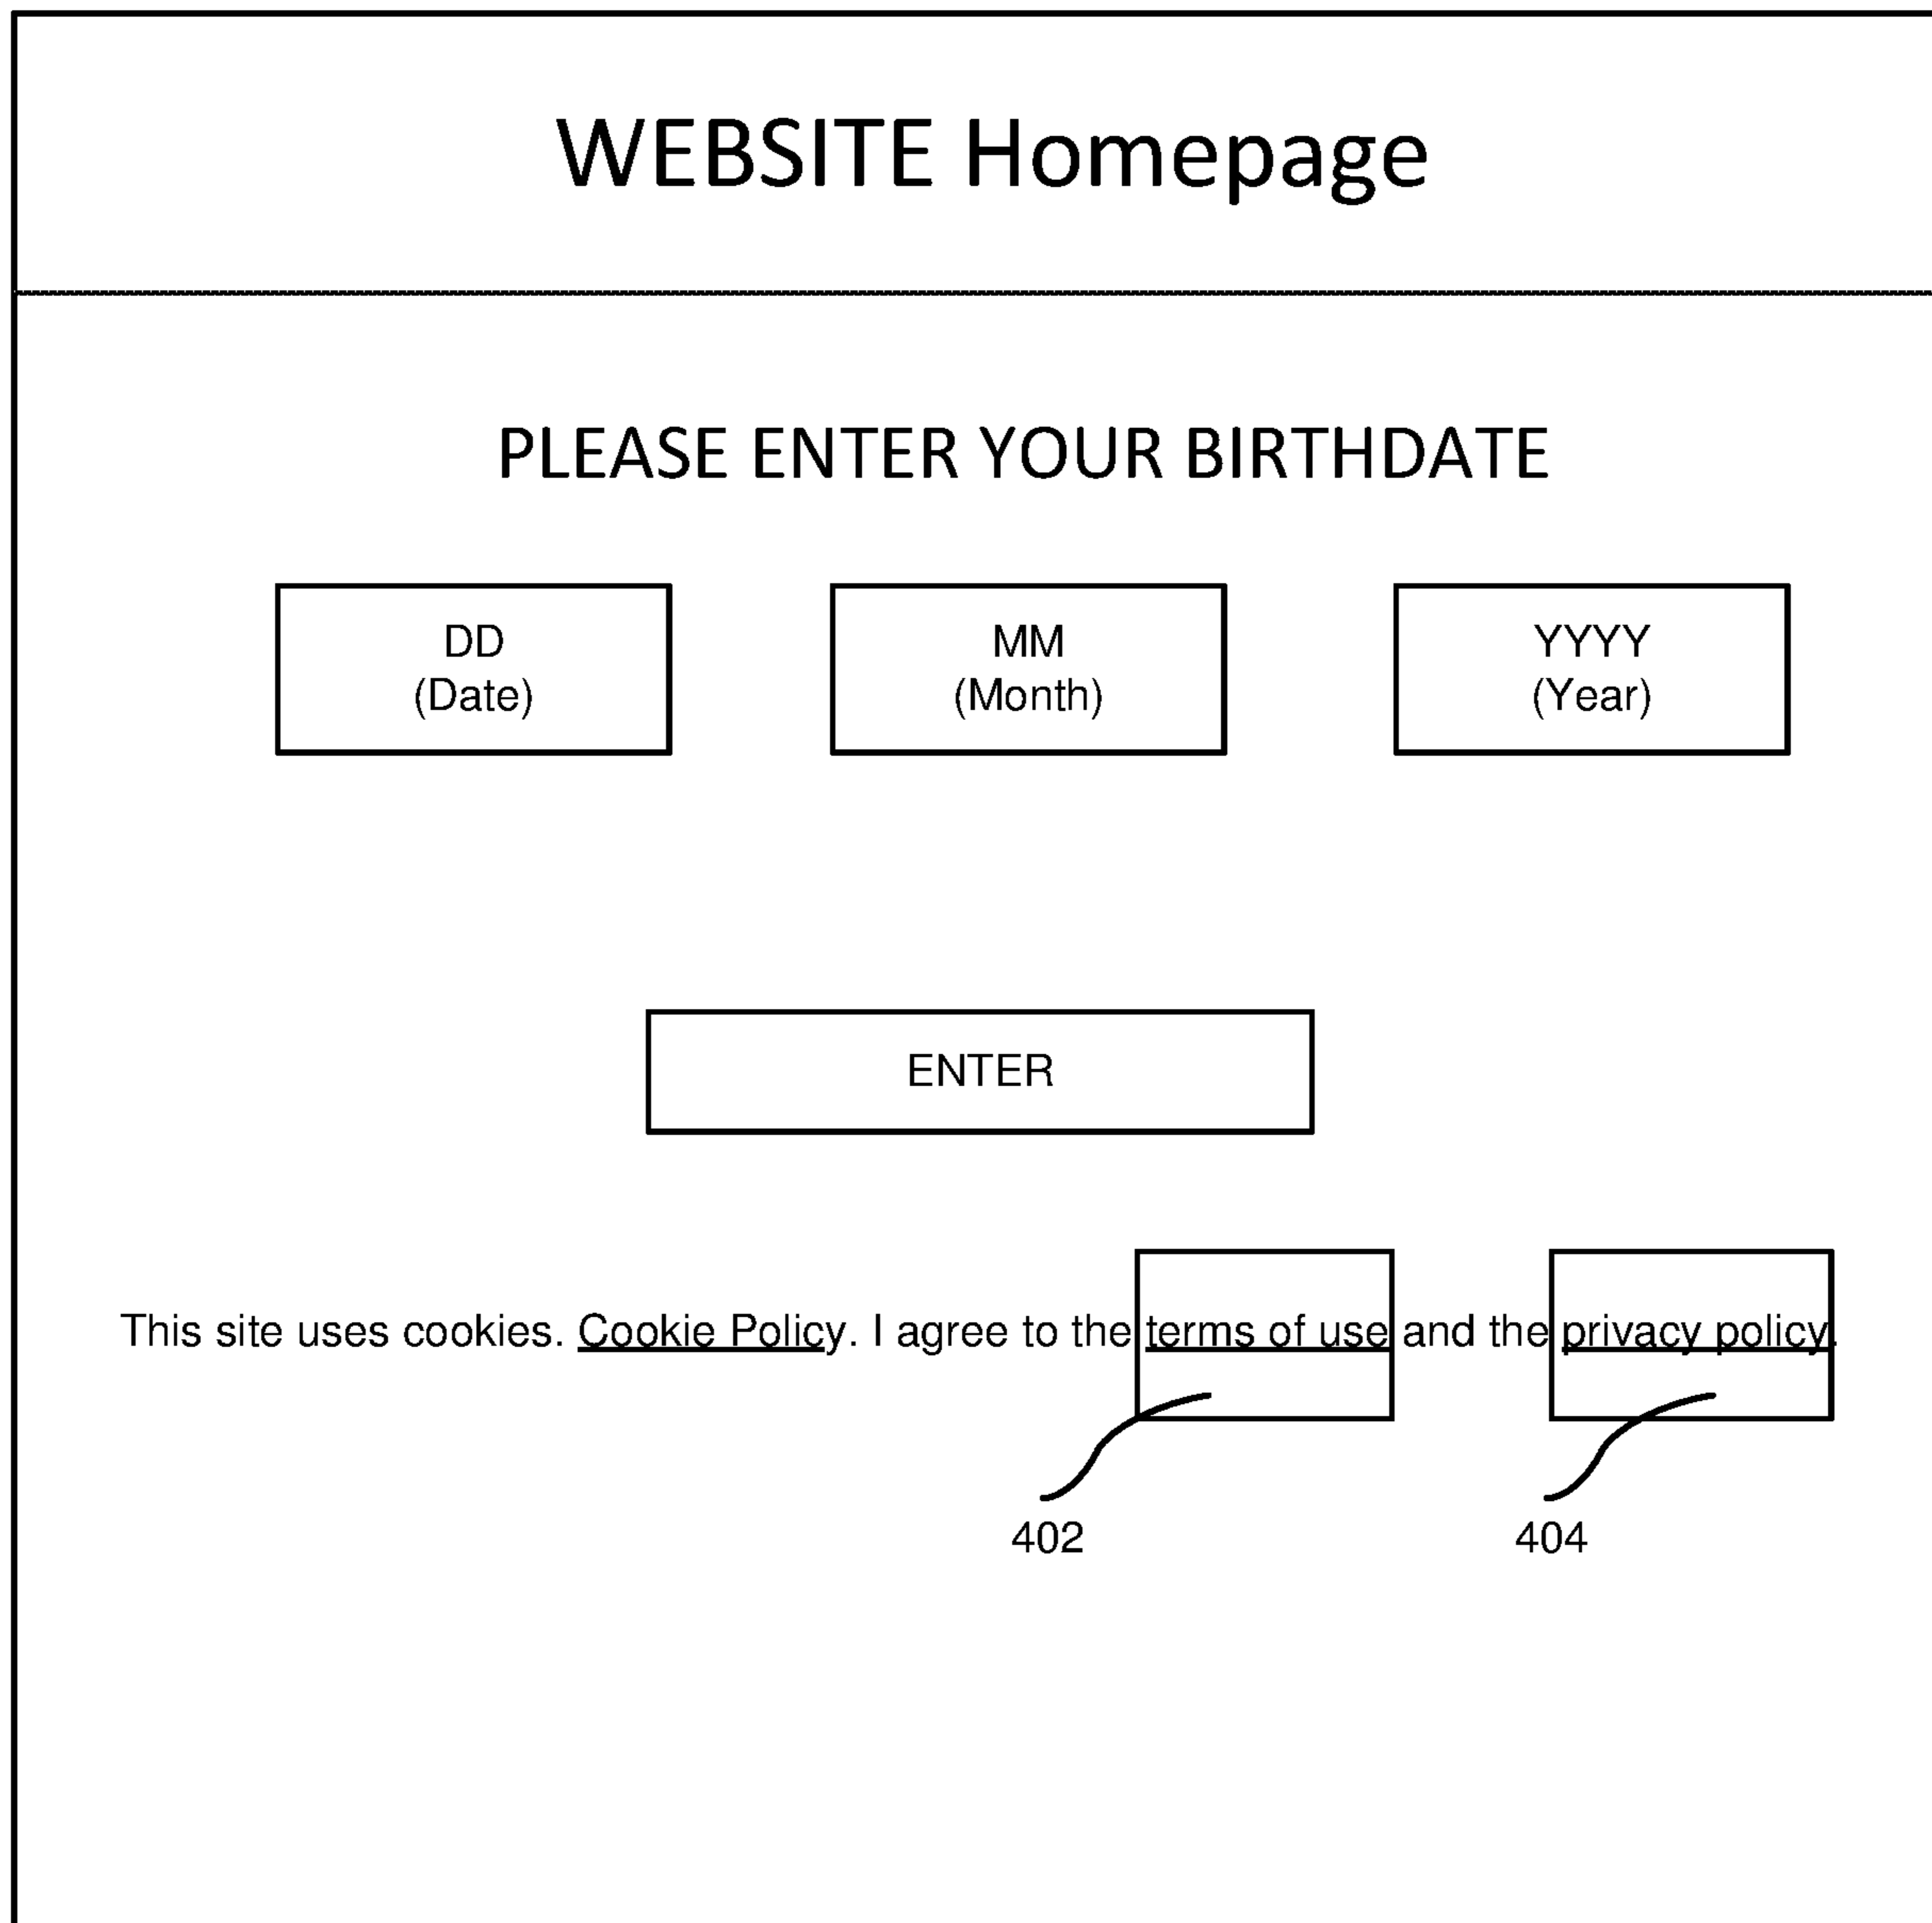 WEBSITE Homepage
PLEASE ENTER YOUR BIRTHDATE
DD
(Date)
MM
(Month)
YYYY
(Year)
ENTER
This site uses cookies. Cookie Policy. I agree to the terms of use and the privacy policy.
402
404